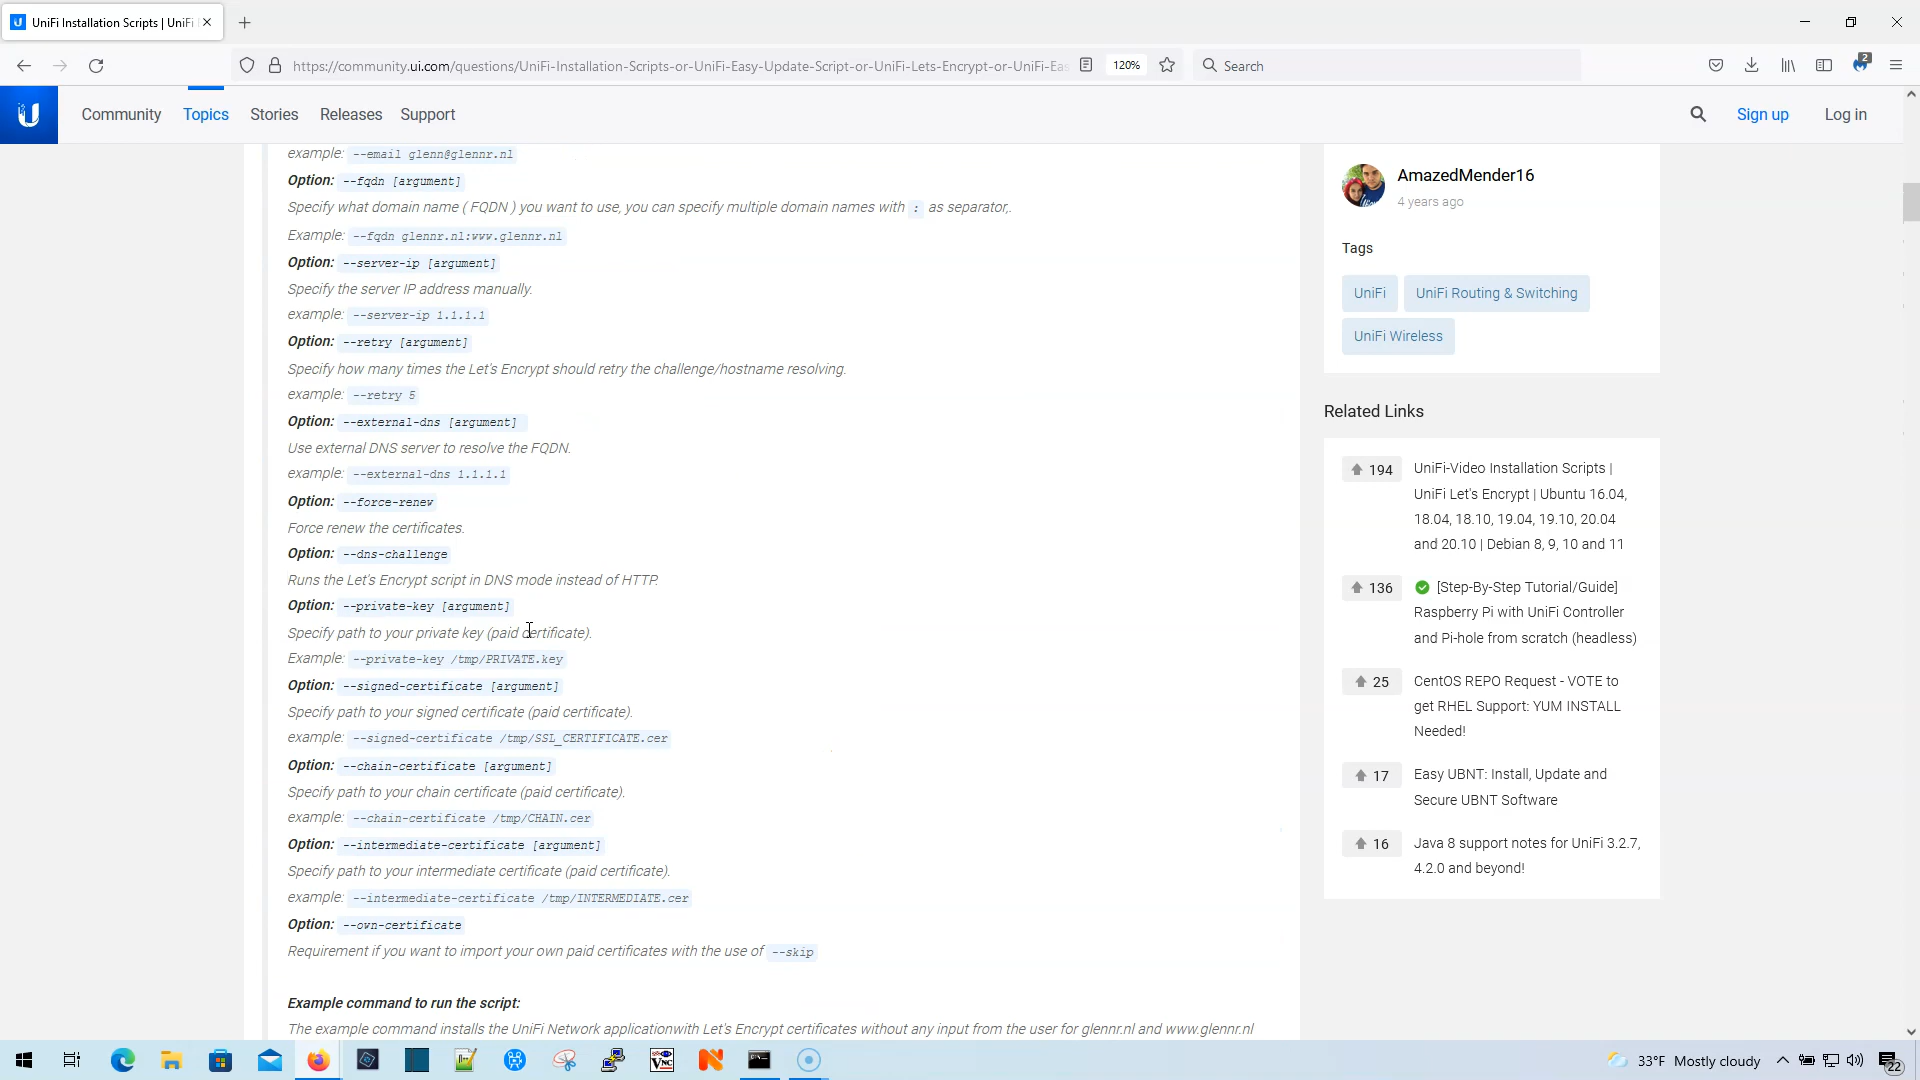 UniFi Installation Scripts | UniFi
https://community.ui.com/questions/UniFi-Installation-Scripts-or-UniFi-Easy-Update-Script-or-UniFi-Lets-Encrypt-or-UniFi-Eas
120%
Search
2
Community
Topics
Stories
Releases
Support
Sign up
Log in
example: --email glenn@glennr.nl
Option: --fqdn [argument]
Specify what domain name ( FQDN ) you want to use, you can specify multiple domain names with : as separator,.
Example: --fqdn glennr.nl:www.glennr.nl
Option: --server-ip [argument]
Specify the server IP address manually.
example: --server-ip 1.1.1.1
Option: --retry [argument]
Specify how many times the Let's Encrypt should retry the challenge/hostname resolving.
example: --retry 5
Option: --external-dns [argument]
Use external DNS server to resolve the FQDN.
example: --external-dns 1.1.1.1
Option: --force-renew
Force renew the certificates.
Option: --dns-challenge
Runs the Let's Encrypt script in DNS mode instead of HTTP.
Option: --private-key [argument]
Specify path to your private key (paid certificate).
Example: --private-key /tmp/PRIVATE.key
Option: --signed-certificate [argument]
Specify path to your signed certificate (paid certificate).
example: --signed-certificate /tmp/SSL_CERTIFICATE.cer
Option: --chain-certificate [argument]
Specify path to your chain certificate (paid certificate).
example: --chain-certificate /tmp/CHAIN.cer
Option: --intermediate-certificate [argument]
Specify path to your intermediate certificate (paid certificate).
example: --intermediate-certificate /tmp/INTERMEDIATE.cer
Option: --own-certificate
Requirement if you want to import your own paid certificates with the use of --skip
Example command to run the script:
The example command installs the UniFi Network applicationwith Let's Encrypt certificates without any input from the user for glennr.nl and www.glennr.nl
AmazedMender16
4 years ago
Tags
UniFi
UniFi Routing & Switching
UniFi Wireless
Related Links
194
UniFi-Video Installation Scripts |
UniFi Let's Encrypt | Ubuntu 16.04,
18.04, 18.10, 19.04, 19.10, 20.04
and 20.10 | Debian 8, 9, 10 and 11
136
[Step-By-Step Tutorial/Guide]
Raspberry Pi with UniFi Controller
and Pi-hole from scratch (headless)
25
CentOS REPO Request - VOTE to
get RHEL Support: YUM INSTALL
Needed!
17
Easy UBNT: Install, Update and
Secure UBNT Software
16
Java 8 support notes for UniFi 3.2.7,
4.2.0 and beyond!
33°F Mostly cloudy
22